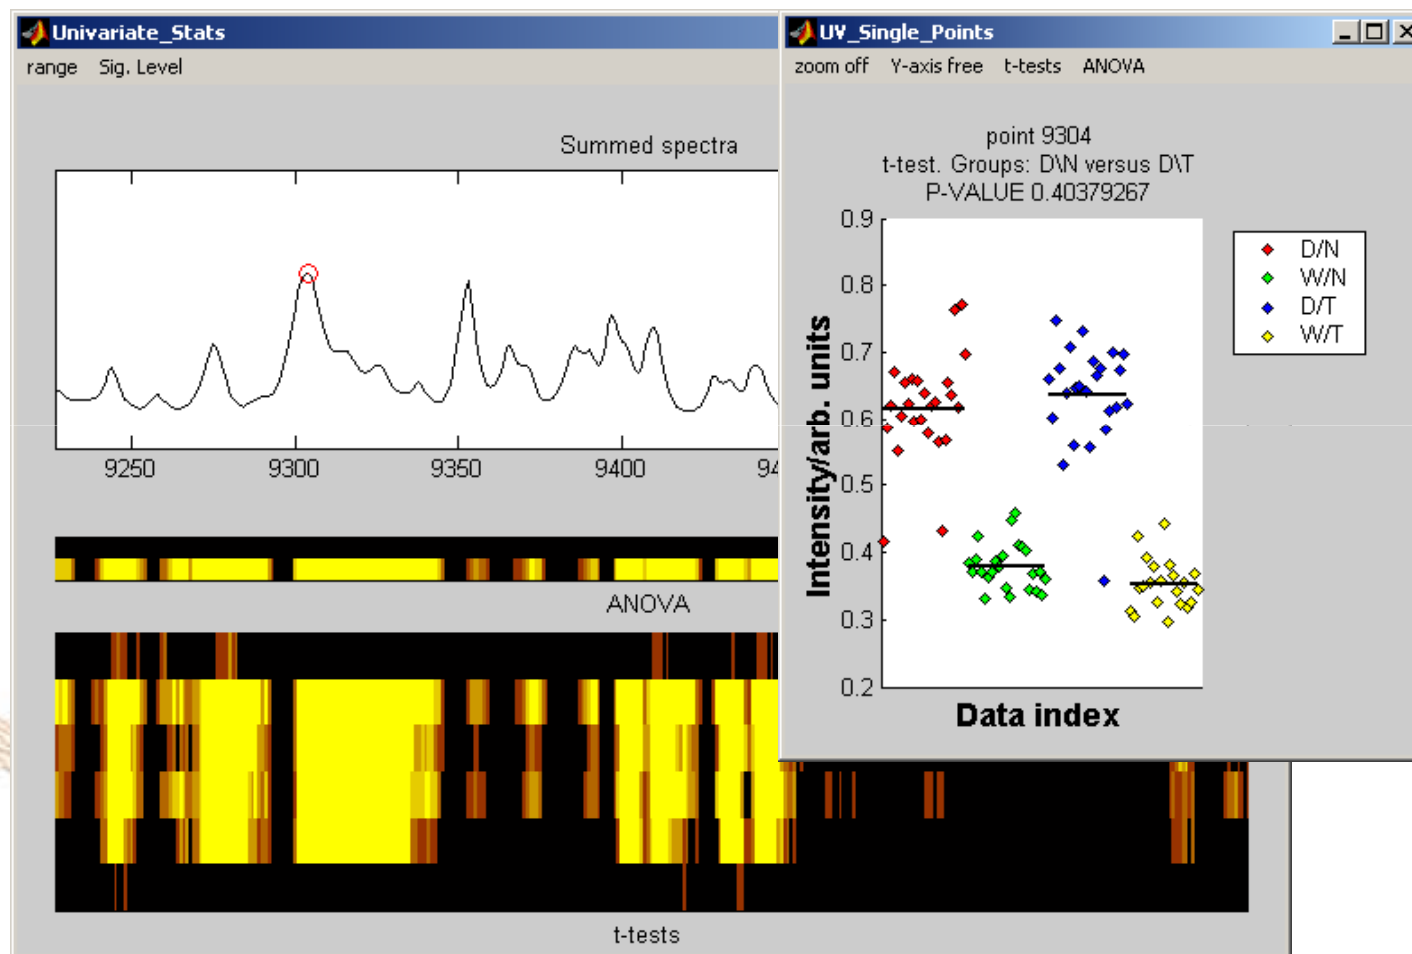 Univariate_Stats
range Sig. Level
Summed spectra
9250 9300 9350 9400 94
ANOVA
t-tests
UV_Single_Points
zoom off Y-axis free t-tests ANOVA
point 9304
t-test. Groups: D\N versus D\T
P-VALUE 0.40379267
0.9
0.8
0.7
0.6
0.5
0.4
0.3
0.2
Intensity/arb. units
Data index
D/N
W/N
D/T
W/T